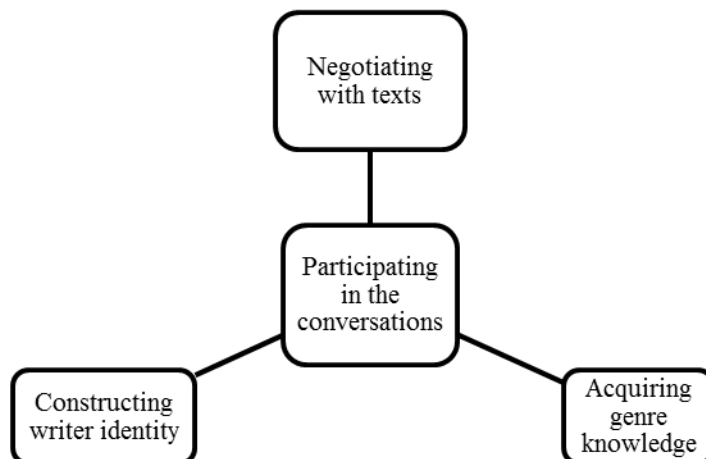 Negotiating
with texts
Participating
in the
conversations
Constructing
writer identity
Acquiring
genre
knowledge